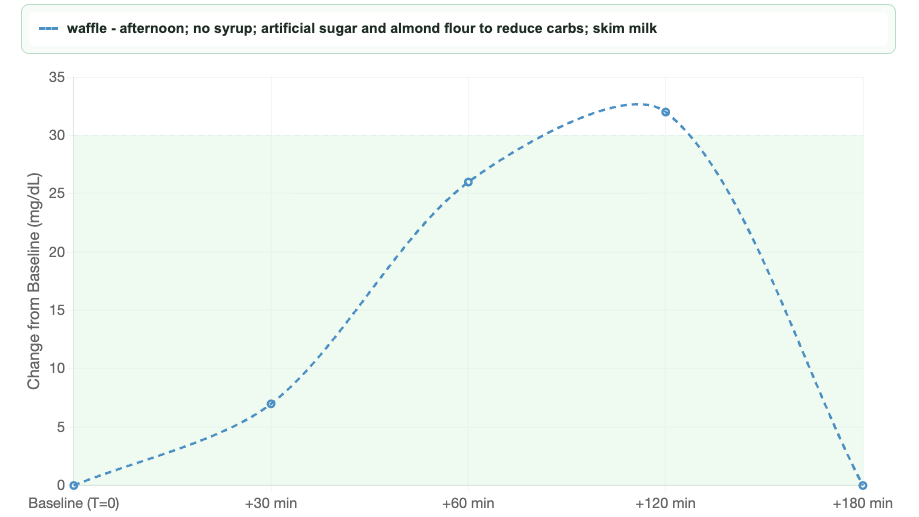 waffle - afternoon; no syrup; artificial sugar and almond flour to reduce carbs; skim milk
35
30
25
20
15
10
5
0
Change from Baseline (mg/dL)
Baseline (T=0) +30 min +60 min +120 min +180 min